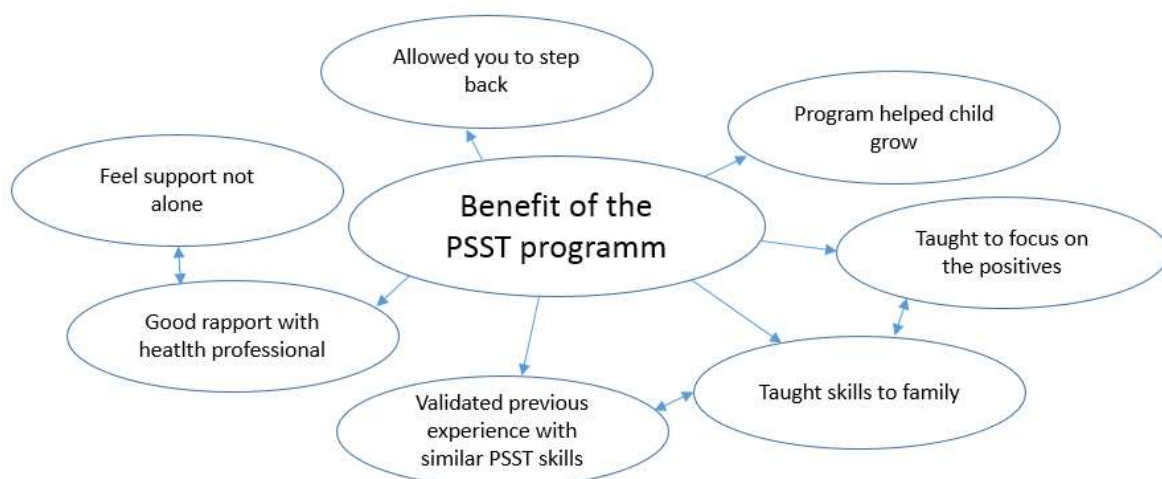 Allowed you to step
back
Program helped child
grow
Feel support not
alone
Benefit of the
PSST programm
Taught to focus on
the positives
Good rapport with
heatlth professional
Taught skills to family
Validated previous
experience with
similar PSST skills